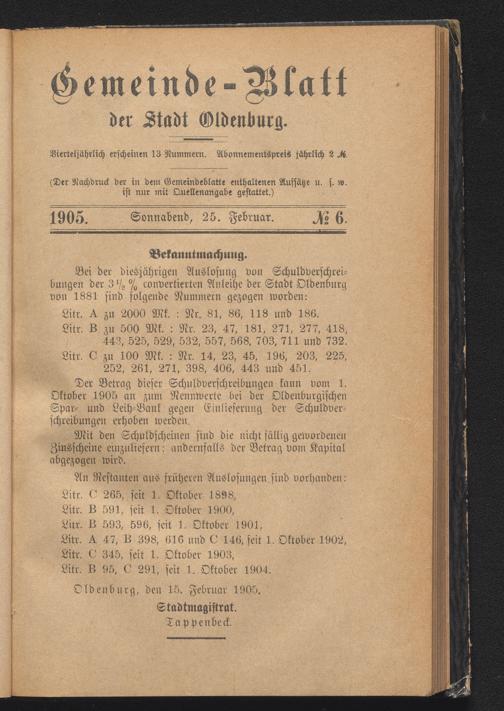 Gemeinde-Blatt
der Stadt Oldenburg.
Vierteljährlich erscheinen 13 Nummern. Abonnementspreis jährlich 2 ℳ.
(Der Nachdruck der in dem Gemeindeblatte enthaltenen Aufsätze u. s. w.
ist nur mit Quellenangabe gestattet.)
1905. Sonnabend, 25. Februar. № 6.
Bekanntmachung.
Bei der diesjährigen Auslosung von Schuldverschrei-
bungen der 3½ % convertierten Anleihe der Stadt Oldenburg
von 1881 sind folgende Nummern gezogen worden:
Litr. A zu 2000 Mk. : Nr. 81, 86, 118 und 186.
Litr. B zu 500 Mk. : Nr. 23, 47, 181, 271, 277, 418,
443, 525, 529, 532, 557, 568, 703, 711 und 732.
Litr. C zu 100 Mk. : Nr. 14, 23, 45, 196, 203, 225,
252, 261, 271, 398, 406, 443 und 451.
Der Betrag dieser Schuldverschreibungen kann vom 1.
Oktober 1905 an zum Nennwerte bei der Oldenburgischen
Spar- und Leih-Bank gegen Einlieferung der Schuldver-
schreibungen erhoben werden.
Mit den Schuldscheinen sind die nicht fällig gewordenen
Zinsscheine einzuliefern: andernfalls der Betrag vom Kapital
abgezogen wird.
An Restanten aus früheren Auslosungen sind vorhanden:
Litr. C 265, seit 1. Oktober 1898,
Litr. B 591, seit 1. Oktober 1900,
Litr. B 593, 596, seit 1. Oktober 1901,
Litr. A 47, B 398, 616 und C 146, seit 1. Oktober 1902,
Litr. C 345, seit 1. Oktober 1903,
Litr. B 95, C 291, seit 1. Oktober 1904.
Oldenburg, den 15. Februar 1905.
Stadtmagistrat.
Tappenbeck.